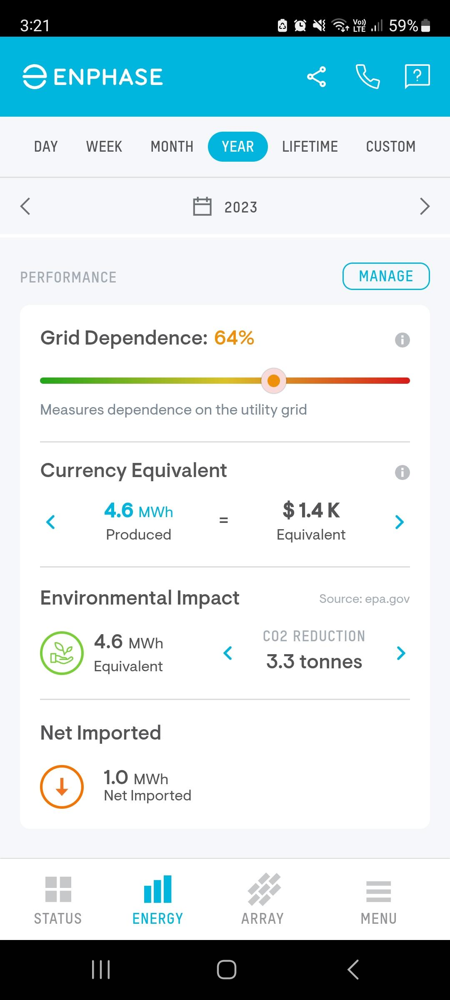 3:21
Vo))
LTE
59%
ENPHASE
?
DAY WEEK MONTH YEAR LIFETIME CUSTOM
2023
PERFORMANCE
MANAGE
Grid Dependence: 64%
i
Measures dependence on the utility grid
Currency Equivalent
i
4.6 MWh = $ 1.4 K
Produced Equivalent
Environmental Impact
Source: epa.gov
4.6 MWh
Equivalent
CO2 REDUCTION
3.3 tonnes
Net Imported
1.0 MWh
Net Imported
STATUS ENERGY ARRAY MENU